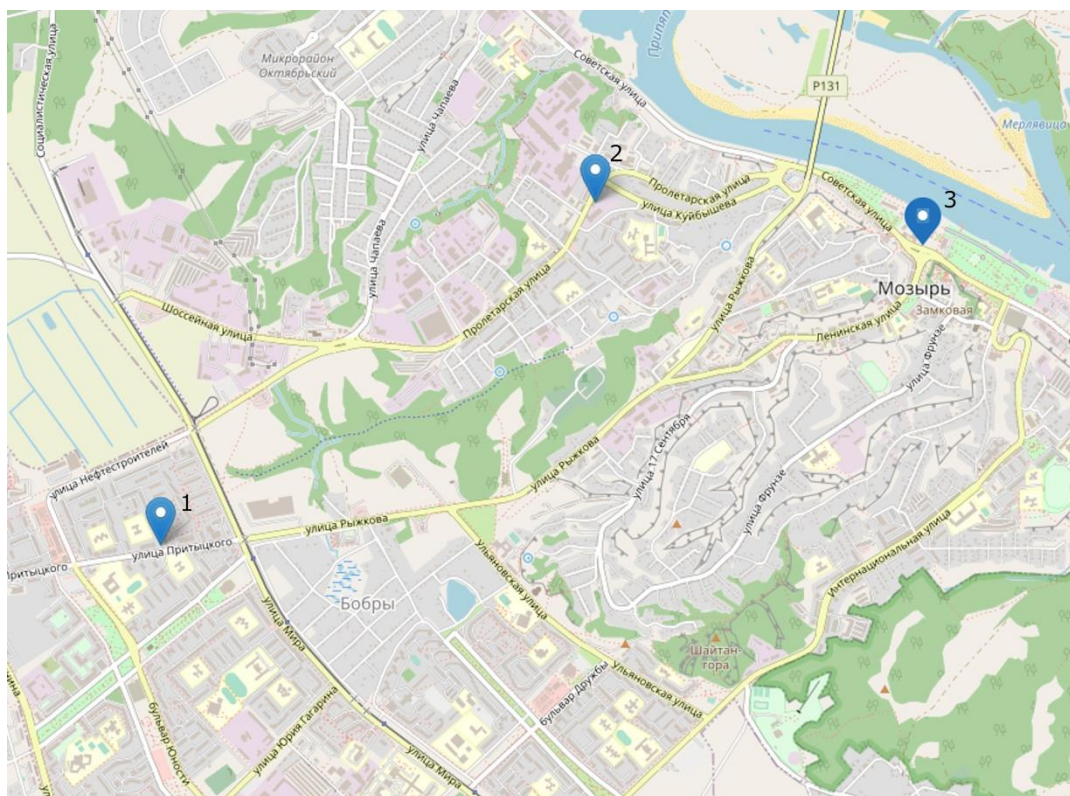 Социалистическая улица
Микрорайон
Октябрьский
улица Чапаева
Советская улица
Припять
Р131
Мерлявица
2
Пролетарская улица
улица Куйбышева
Советская улица
3
улица Чапаева
Мозырь
Замковая
Шоссейная улица
Пролетарская улица
улица Рыжкова
Ленинская улица
улица Фрунзе
улица Нефтестроителей
улица Рыжкова
улица 17 Сентября
улица Фрунзе
1
улица Притыцкого
улица Рыжкова
Притыцкого
Ульяновская улица
Интернациональная улица
Бобры
улица Мира
Шайтан-
гора
бульвар Дружбы
Ульяновская улица
бульвар Юности
улица Юрия Гагарина
улица Мира